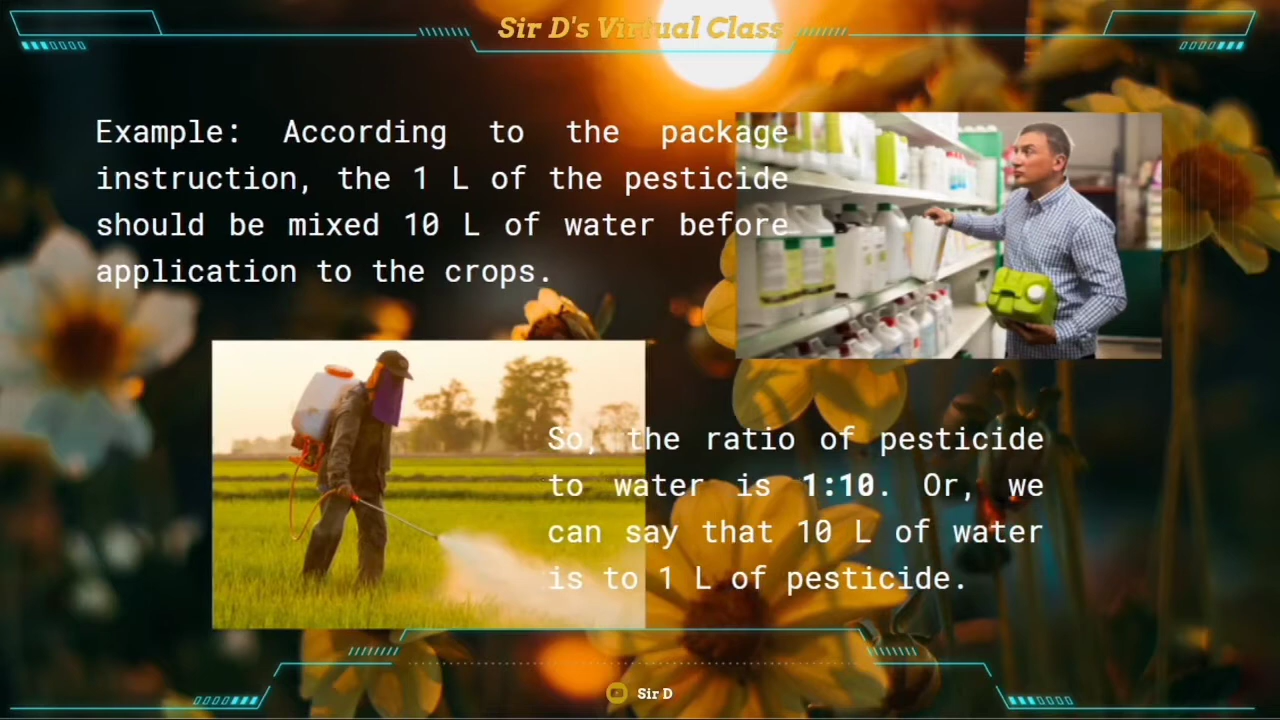 Sir D's Virtual Class
Example: According to the package
instruction, the 1 L of the pesticide
should be mixed 10 L of water before
application to the crops.
So, the ratio of pesticide
to water is 1:10. Or, we
can say that 10 L of water
is to 1 L of pesticide.
Sir D